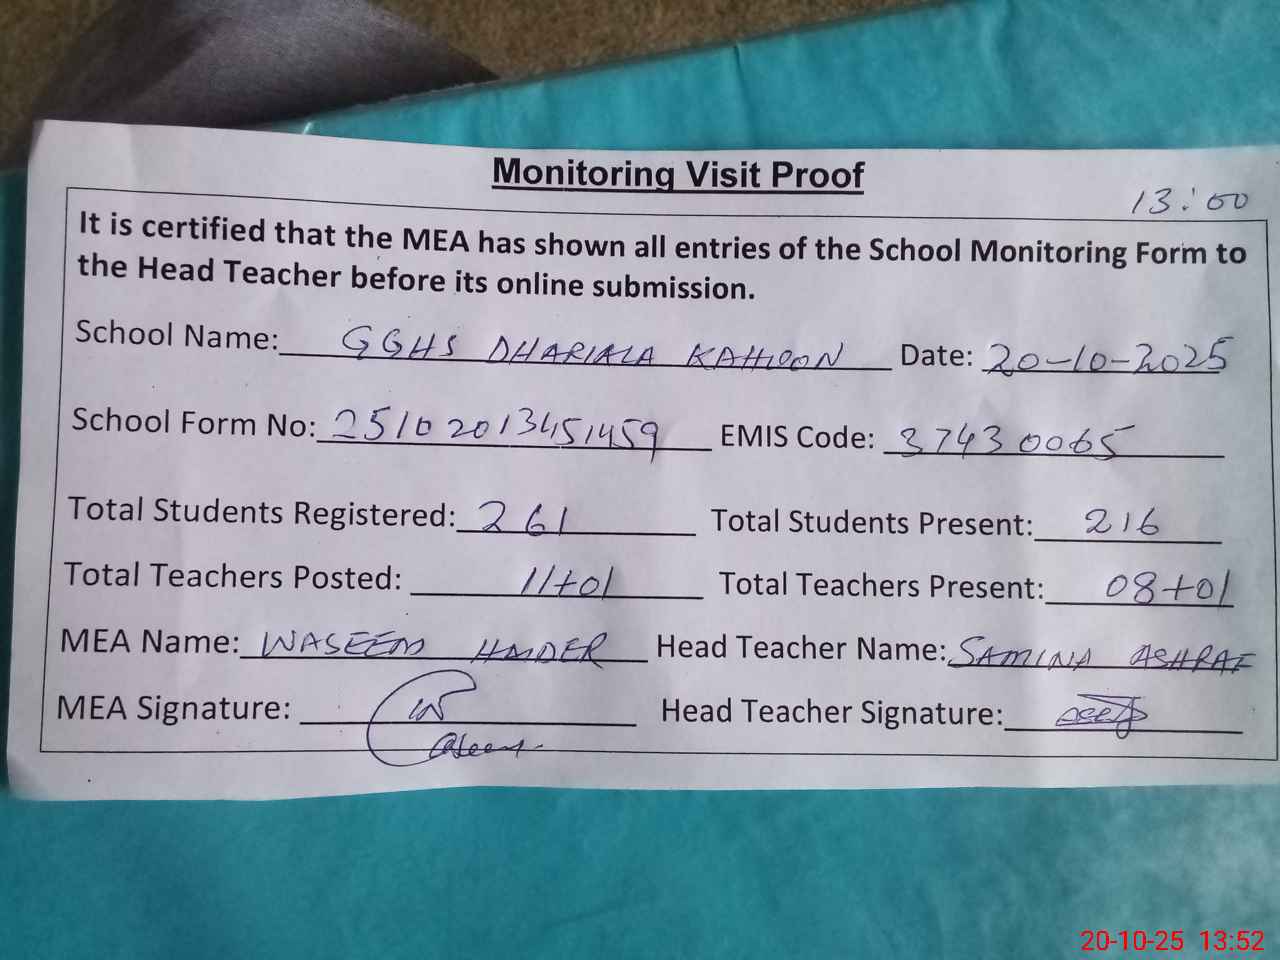 Monitoring Visit Proof
13:00
It is certified that the MEA has shown all entries of the School Monitoring Form to
the Head Teacher before its online submission.
School Name: GGHS DHARIALA KAHOON Date: 20-10-2025
School Form No: 25102013451459 EMIS Code: 37430065
Total Students Registered: 261 Total Students Present: 216
Total Teachers Posted: 11+01 Total Teachers Present: 08+01
MEA Name: WASEEM HAIDER Head Teacher Name: SAMINA ASHRAF
MEA Signature: Head Teacher Signature:
20-10-25 13:52